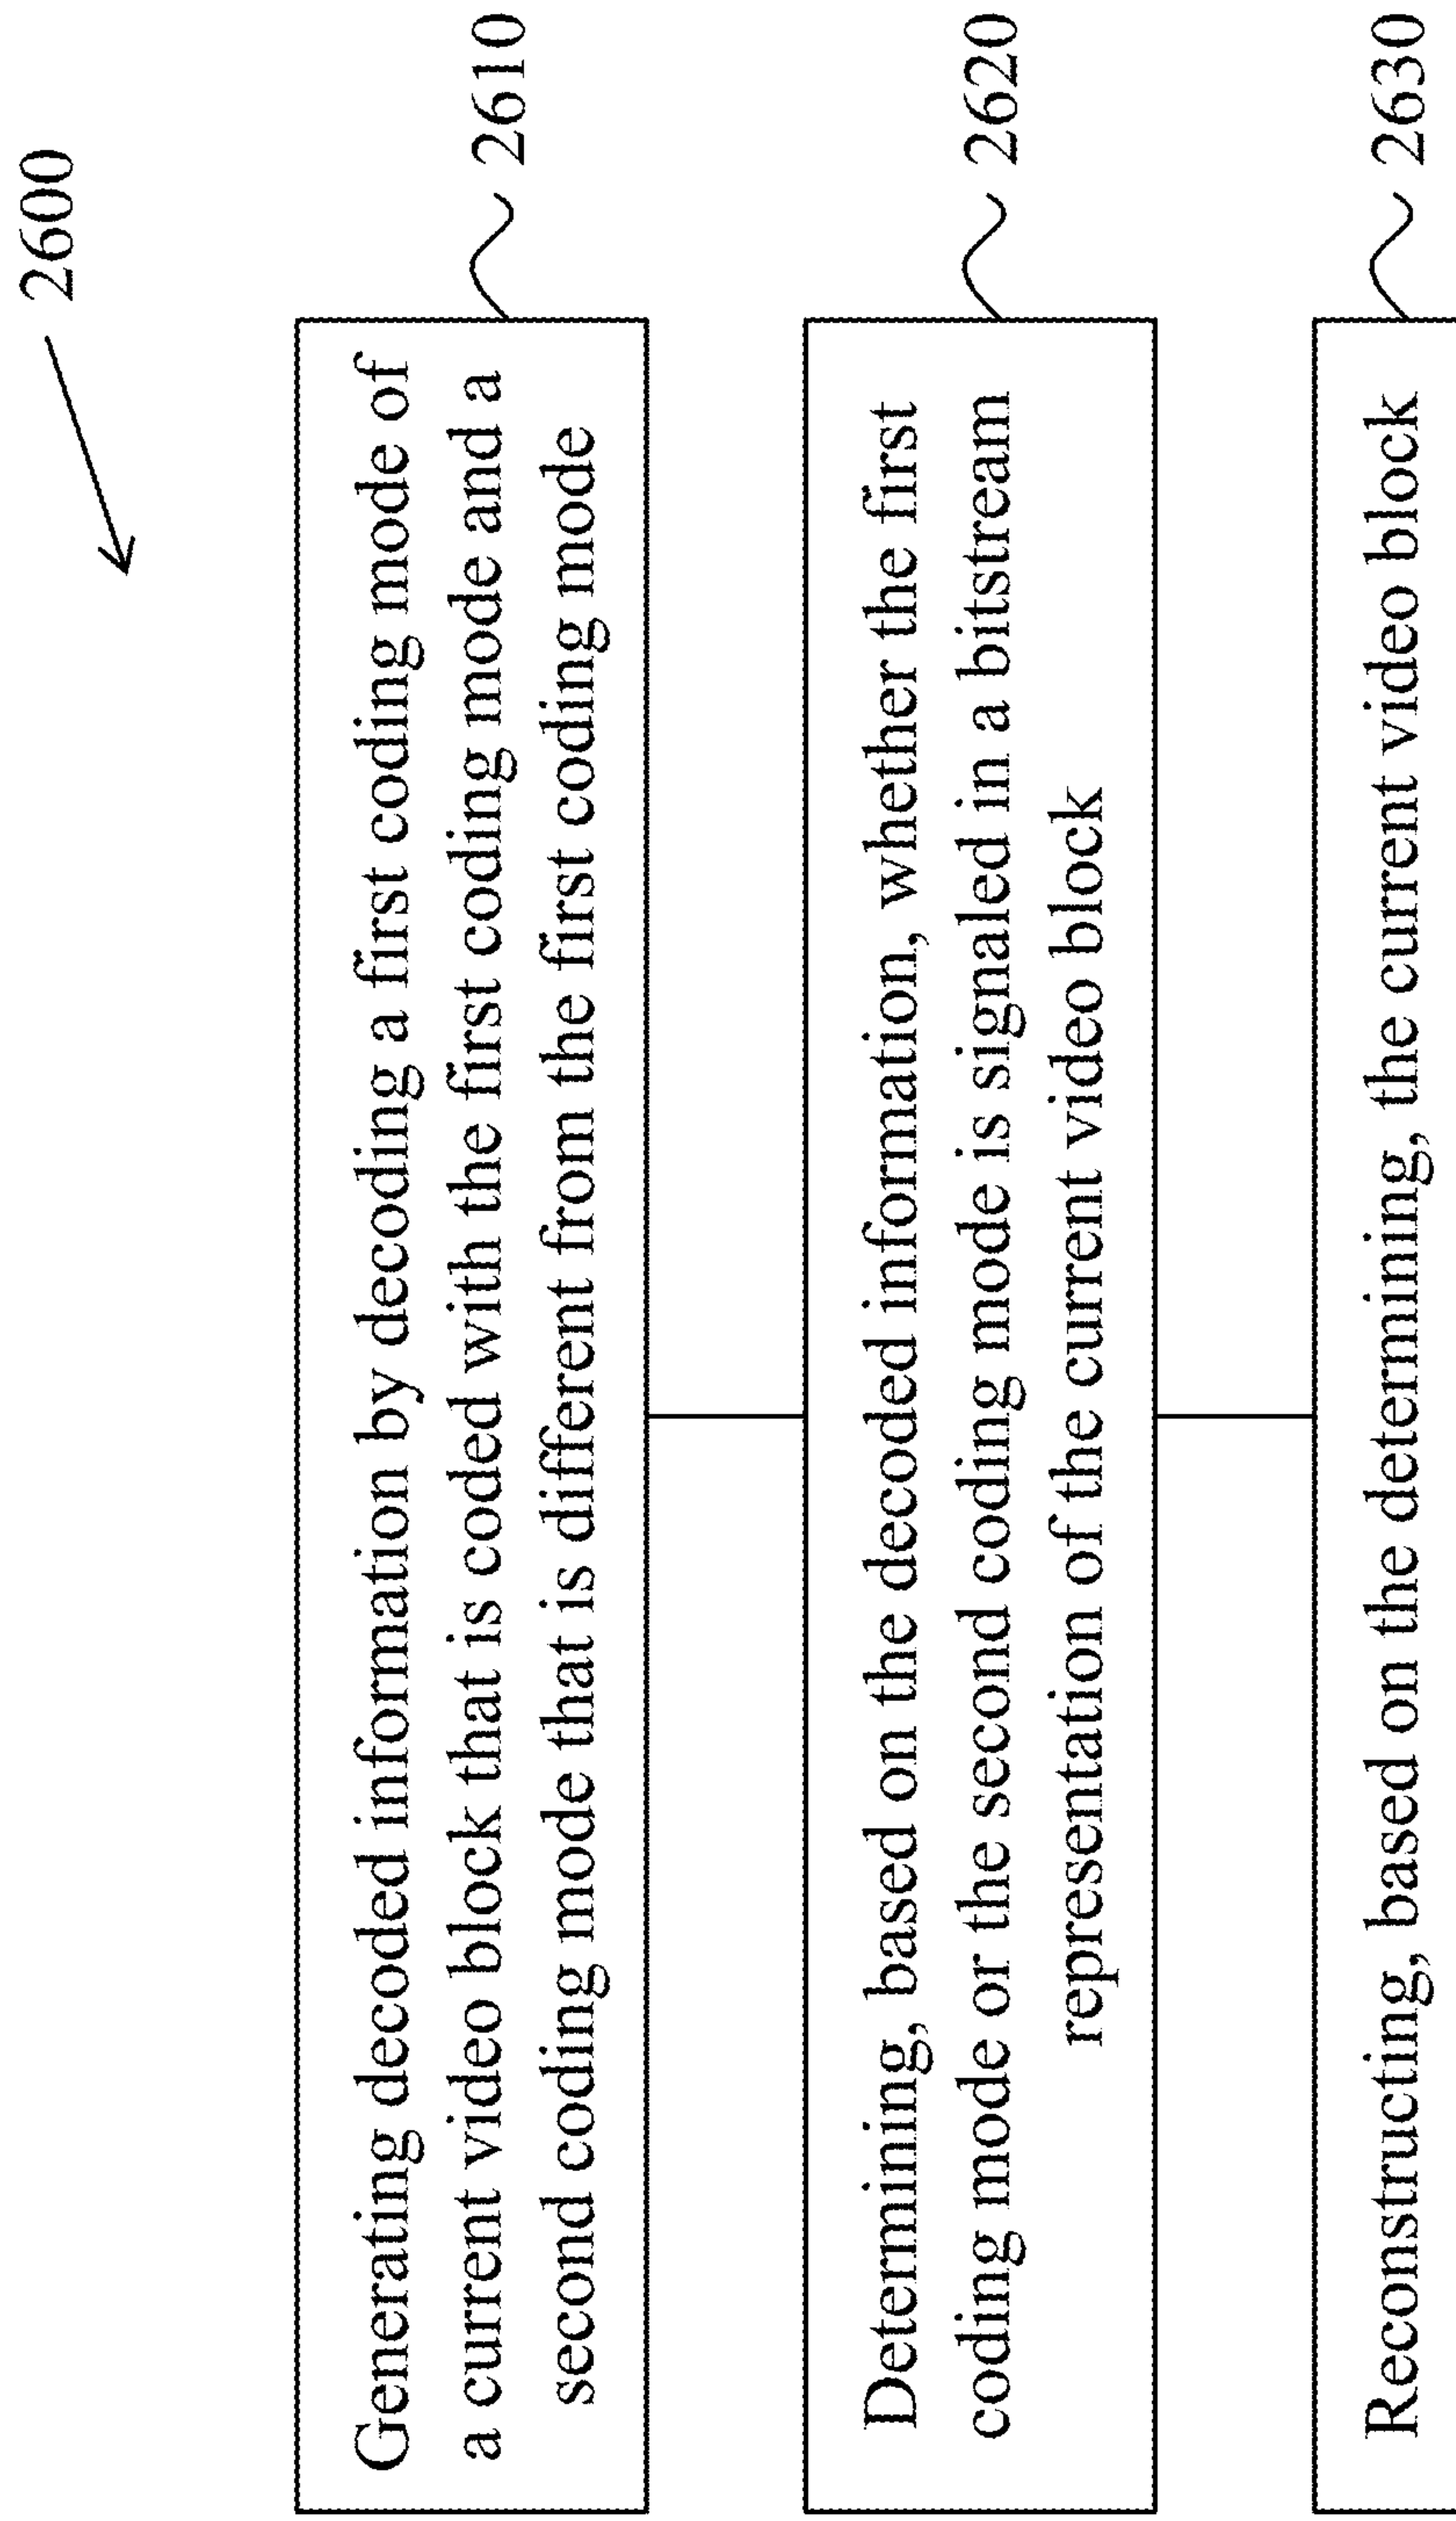 2600
Generating decoded information by decoding a first coding mode of
a current video block that is coded with the first coding mode and a
second coding mode that is different from the first coding mode
2610
Determining, based on the decoded information, whether the first
coding mode or the second coding mode is signaled in a bitstream
representation of the current video block
2620
Reconstructing, based on the determining, the current video block
2630